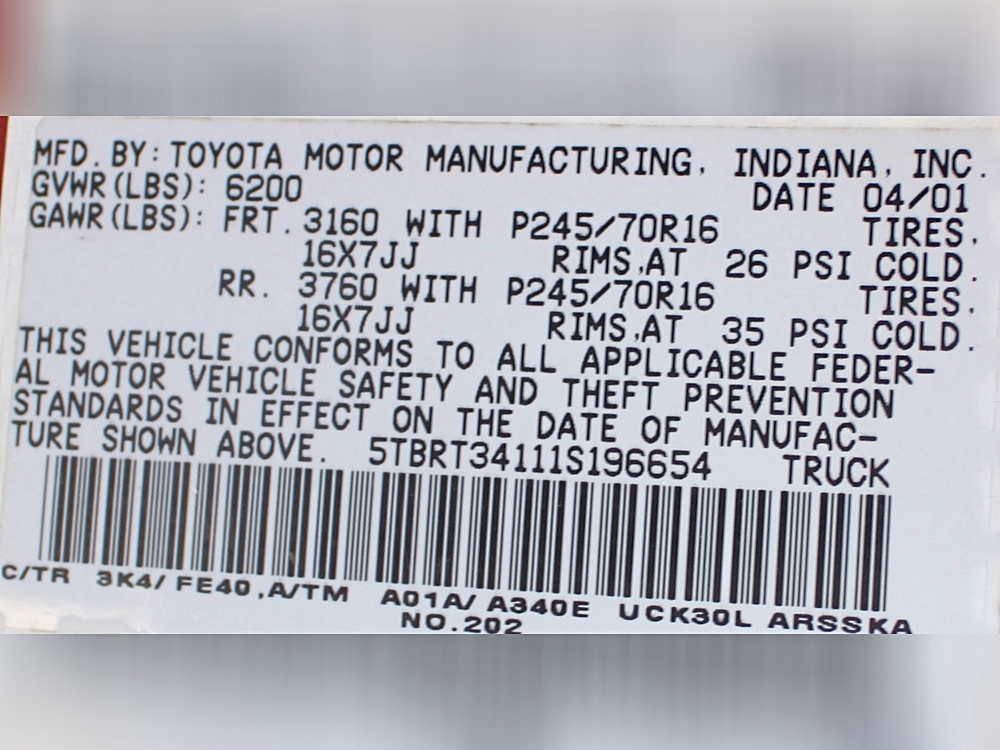 MFD. BY: TOYOTA MOTOR MANUFACTURING, INDIANA, INC.
GVWR(LBS): 6200 DATE 04/01
GAWR(LBS): FRT. 3160 WITH P245/70R16 TIRES,
16X7JJ RIMS,AT 26 PSI COLD.
RR. 3760 WITH P245/70R16 TIRES,
16X7JJ RIMS,AT 35 PSI COLD.
THIS VEHICLE CONFORMS TO ALL APPLICABLE FEDER-
AL MOTOR VEHICLE SAFETY AND THEFT PREVENTION
STANDARDS IN EFFECT ON THE DATE OF MANUFAC-
TURE SHOWN ABOVE. 5TBRT34111S196654 TRUCK
C/TR 3K4/ FE40,A/TM A01A/ A340E UCK30L ARSSKA
NO.202